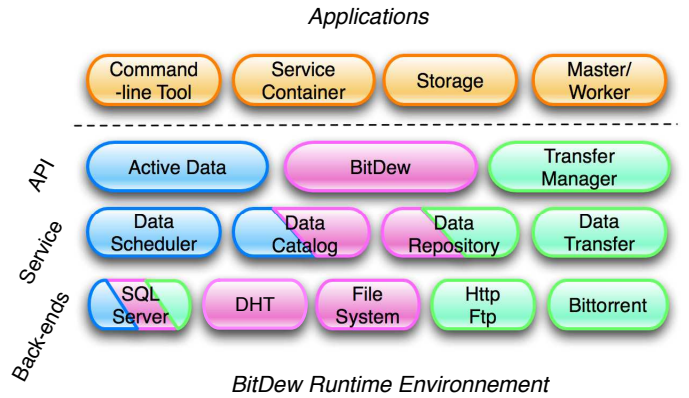 Applications
Command
-line Tool
Service
Container
Storage
Master/
Worker
API
Active Data
BitDew
Transfer
Manager
Service
Data
Scheduler
Data
Catalog
Data
Repository
Data
Transfer
Back-ends
SQL
Server
DHT
File
System
Http
Ftp
Bittorrent
BitDew Runtime Environnement